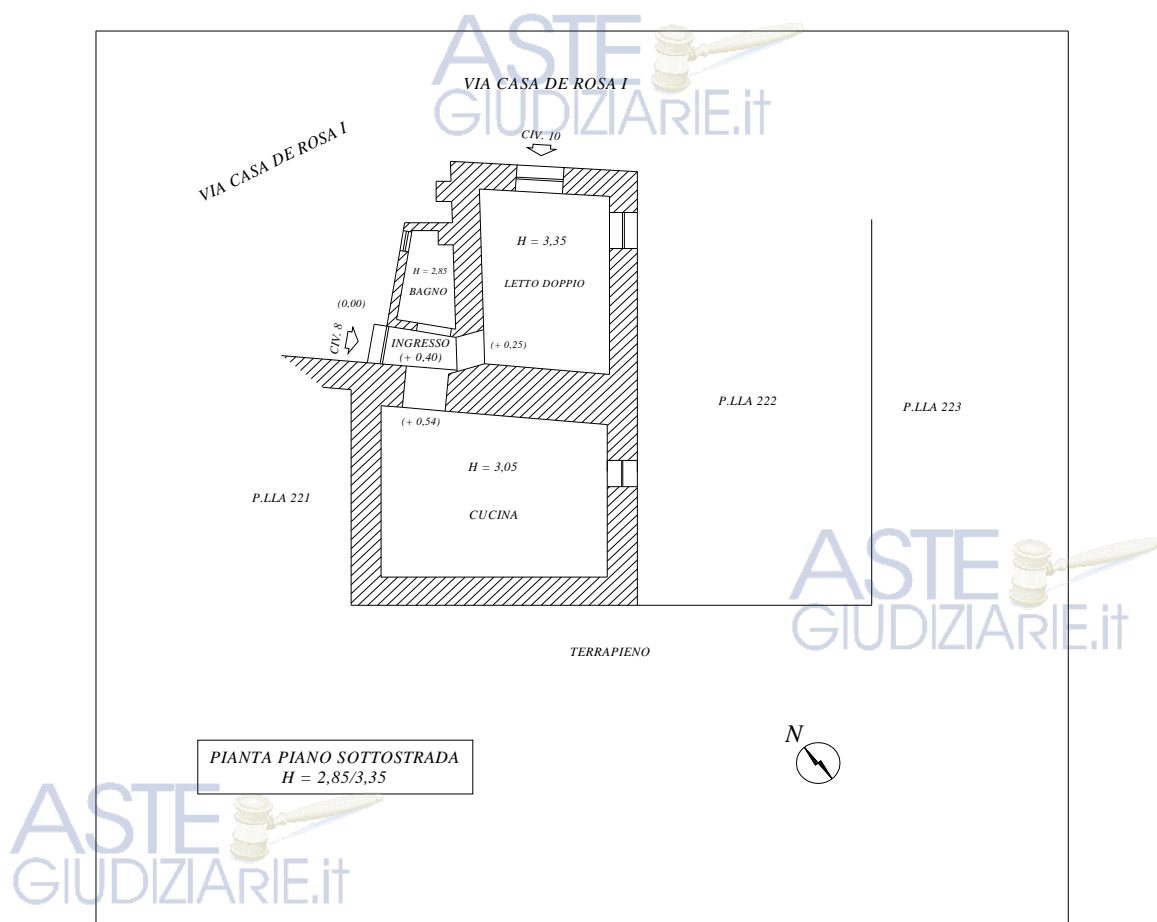 ASTE
GIUDIZIARIE.it
VIA CASA DE ROSA I
VIA CASA DE ROSA I
CIV. 10
H = 3,35
LETTO DOPPIO
H = 2,85
BAGNO
(0,00)
CIV. 8
INGRESSO
(+ 0,40)
(+ 0,25)
(+ 0,54)
P.LLA 222
P.LLA 223
H = 3,05
CUCINA
P.LLA 221
ASTE
GIUDIZIARIE.it
TERRAPIENO
N
PIANTA PIANO SOTTOSTRADA
H = 2,85/3,35
ASTE
GIUDIZIARIE.it